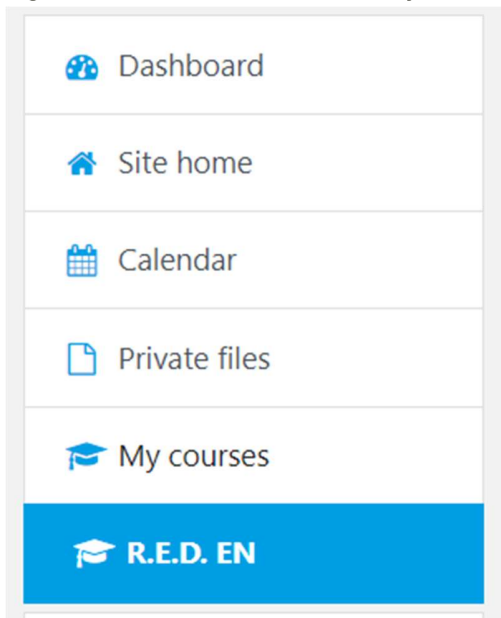 Dashboard
Site home
Calendar
Private files
My courses
R.E.D. EN